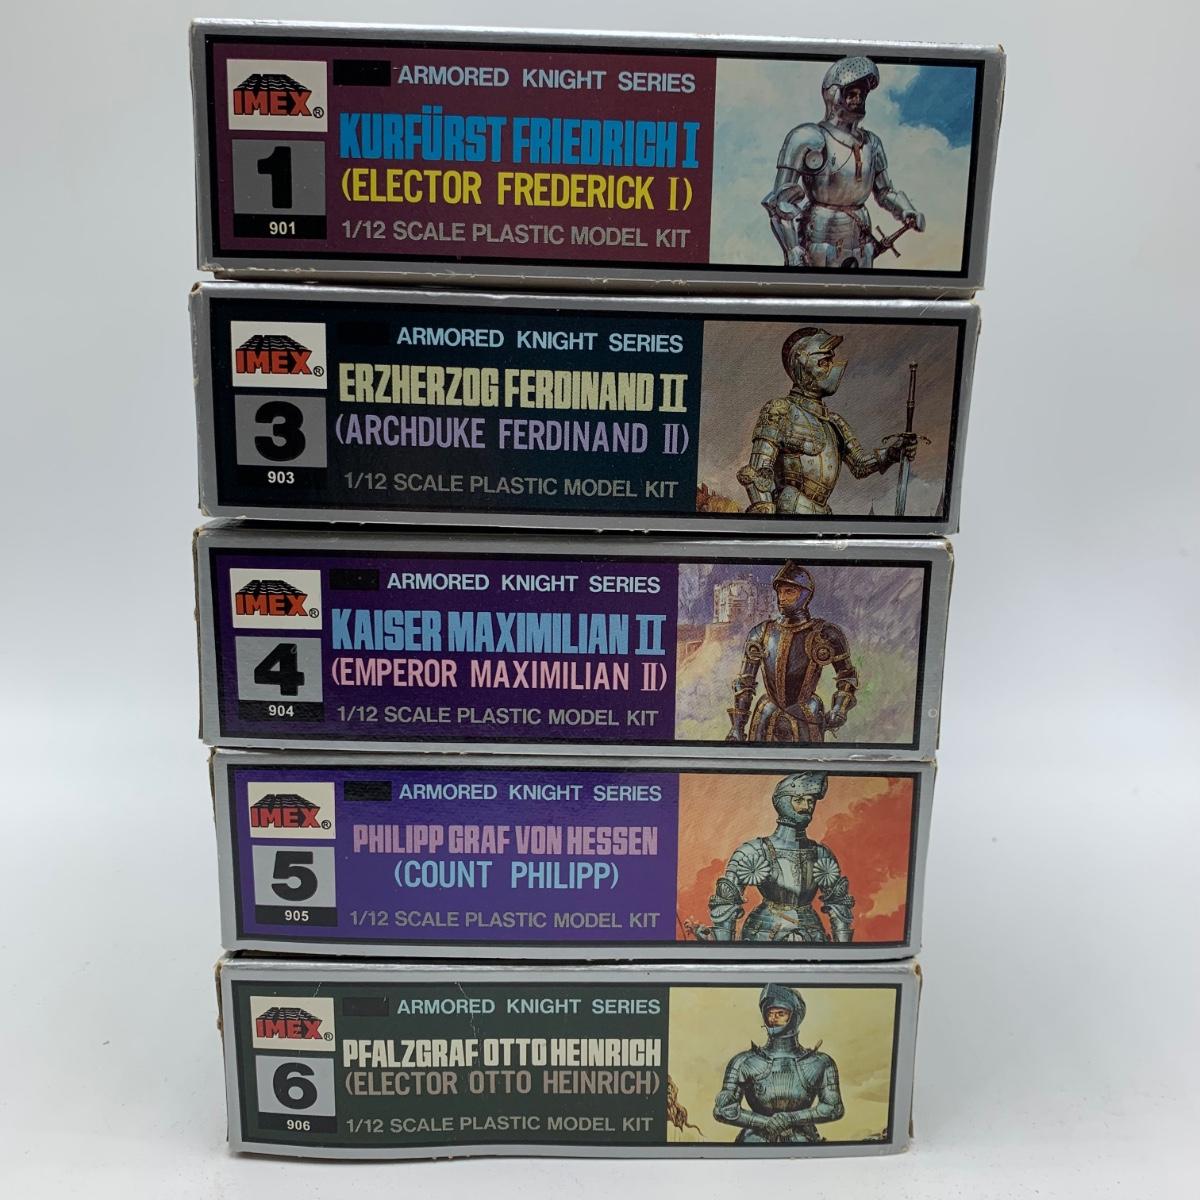 IMEX®
ARMORED KNIGHT SERIES
1
901
KURFÜRST FRIEDRICH I
(ELECTOR FREDERICK I)
1/12 SCALE PLASTIC MODEL KIT
IMEX®
ARMORED KNIGHT SERIES
3
903
ERZHERZOG FERDINAND II
(ARCHDUKE FERDINAND II)
1/12 SCALE PLASTIC MODEL KIT
IMEX®
ARMORED KNIGHT SERIES
4
904
KAISER MAXIMILIAN II
(EMPEROR MAXIMILIAN II)
1/12 SCALE PLASTIC MODEL KIT
IMEX®
ARMORED KNIGHT SERIES
5
905
PHILIPP GRAF VON HESSEN
(COUNT PHILIPP)
1/12 SCALE PLASTIC MODEL KIT
IMEX®
ARMORED KNIGHT SERIES
6
906
PFALZGRAF OTTO HEINRICH
(ELECTOR OTTO HEINRICH)
1/12 SCALE PLASTIC MODEL KIT